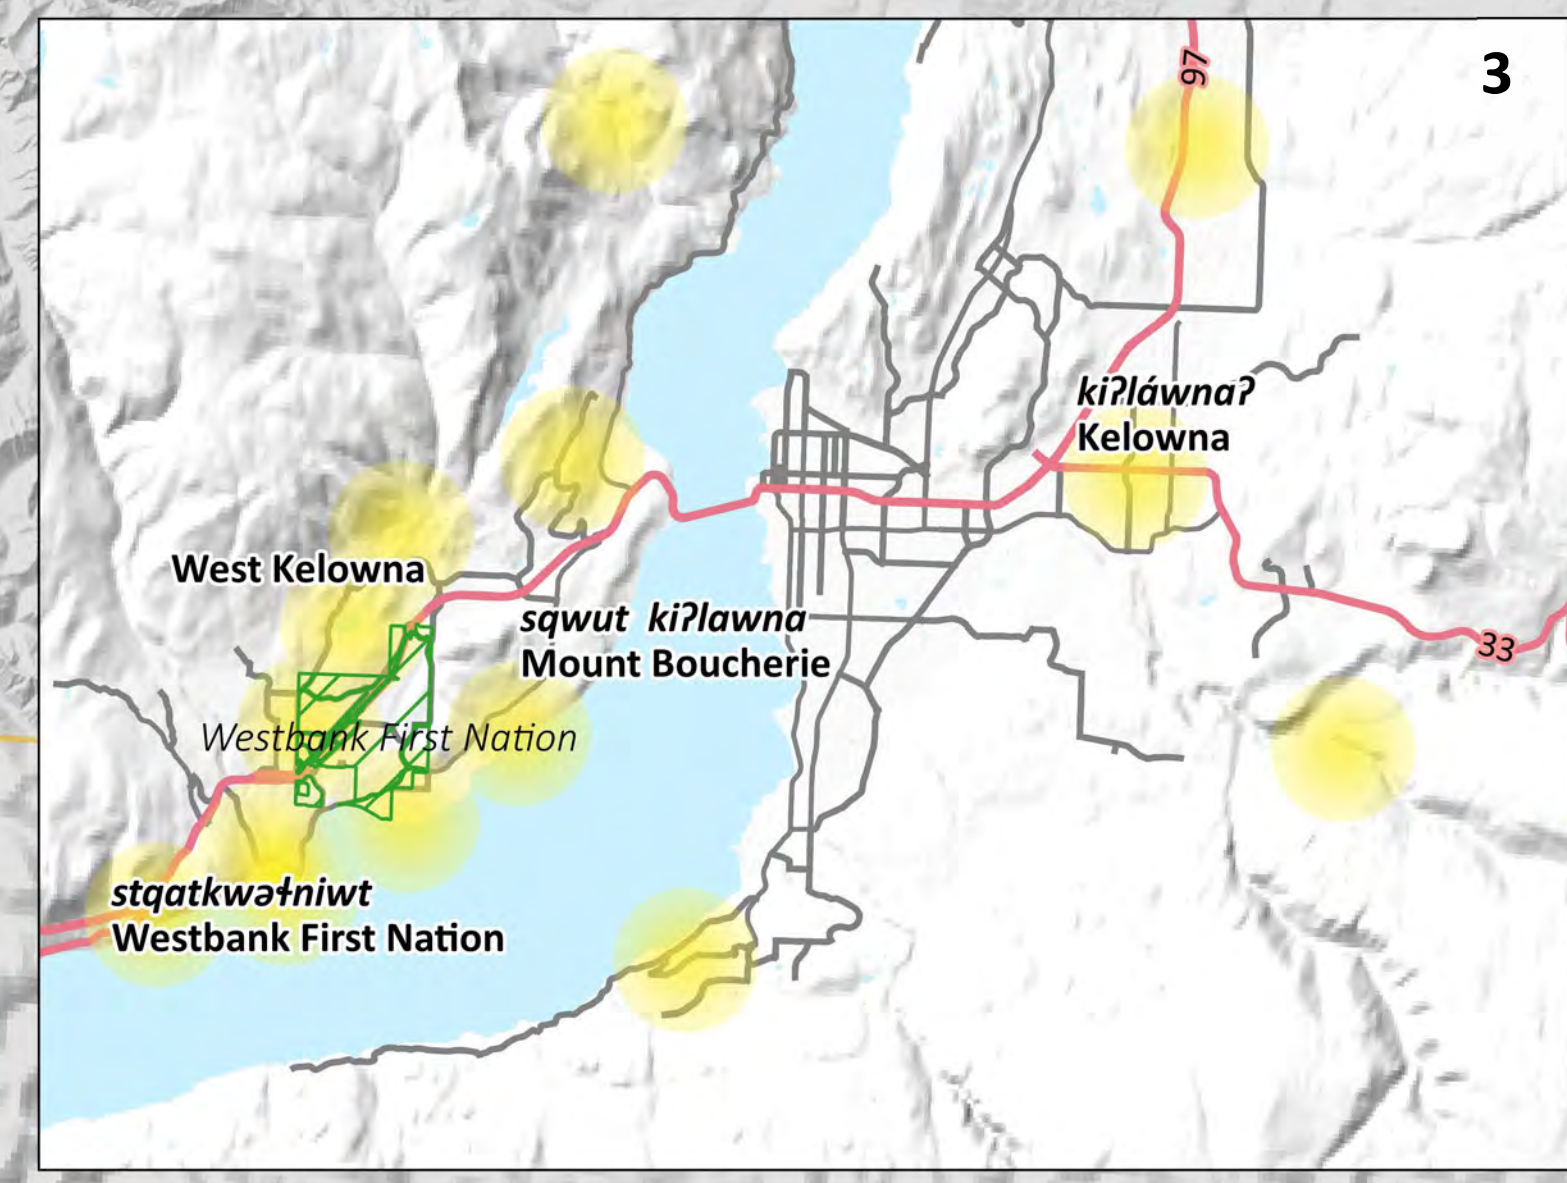 3
97
kiʔláwnaʔ
Kelowna
West Kelowna
sqwut kiʔlawna
Mount Boucherie
33
Westbank First Nation
stqatkwəɬniwt
Westbank First Nation